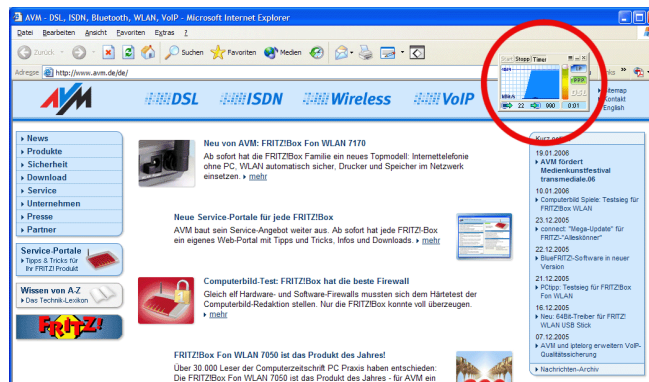 AVM - DSL, ISDN, Bluetooth, WLAN, VoIP - Microsoft Internet Explorer
Datei Bearbeiten Ansicht Favoriten Extras ?
Zurück Suchen Favoriten Medien
Adresse http://www.avm.de/de/
Start Stopp Timer
22 990 0:01
AVM DSL ISDN Wireless VoIP
Sitemap
Kontakt
English
News
Produkte
Sicherheit
Download
Service
Unternehmen
Presse
Partner
Service-Portale
Tipps & Tricks für
Ihr FRITZ! Produkt
Wissen von A-Z
Das Technik-Lexikon
FRITZ!
Neu von AVM: FRITZ!Box Fon WLAN 7170
Ab sofort hat die FRITZ!Box Familie ein neues Topmodell: Internettelefonie
ohne PC, WLAN automatisch sicher, Drucker und Speicher im Netzwerk
einsetzen. mehr
Neue Service-Portale für jede FRITZ!Box
AVM baut sein Service-Angebot weiter aus. Ab sofort hat jede FRITZ!-Box
ein eigenes Web-Portal mit Tipps und Tricks, Infos und Downloads. mehr
Computerbild-Test: FRITZ!Box hat die beste Firewall
Gleich elf Hardware- und Software-Firewalls mussten sich dem Härtetest der
Computerbild-Redaktion stellen. Nur die FRITZ!Box konnte voll überzeugen.
mehr
FRITZ!Box Fon WLAN 7050 ist das Produkt des Jahres!
Über 30.000 Leser der Computerzeitschrift PC Praxis haben entschieden:
Die FRITZ!Box Fon WLAN 7050 ist das Produkt des Jahres - für AVM ein
19.01.2006
AVM fördert
Medienkunstfestival
transmediale.06
10.01.2006
Computerbild Spiele: Testsieg für
FRITZ!Box WLAN
23.12.2005
connect: "Mega-Update" für
FRITZ!-"Alleskönner"
22.12.2005
BlueFRITZ!-Software in neuer
Version
21.12.2005
PCtipp: Testsieg für FRITZ!Box
Fon WLAN
16.12.2005
Neu: 64Bit-Treiber für FRITZ!
WLAN USB Stick
07.12.2005
AVM und iptelorg erweitern VoIP-
Qualitätssicherung
Nachrichten-Archiv